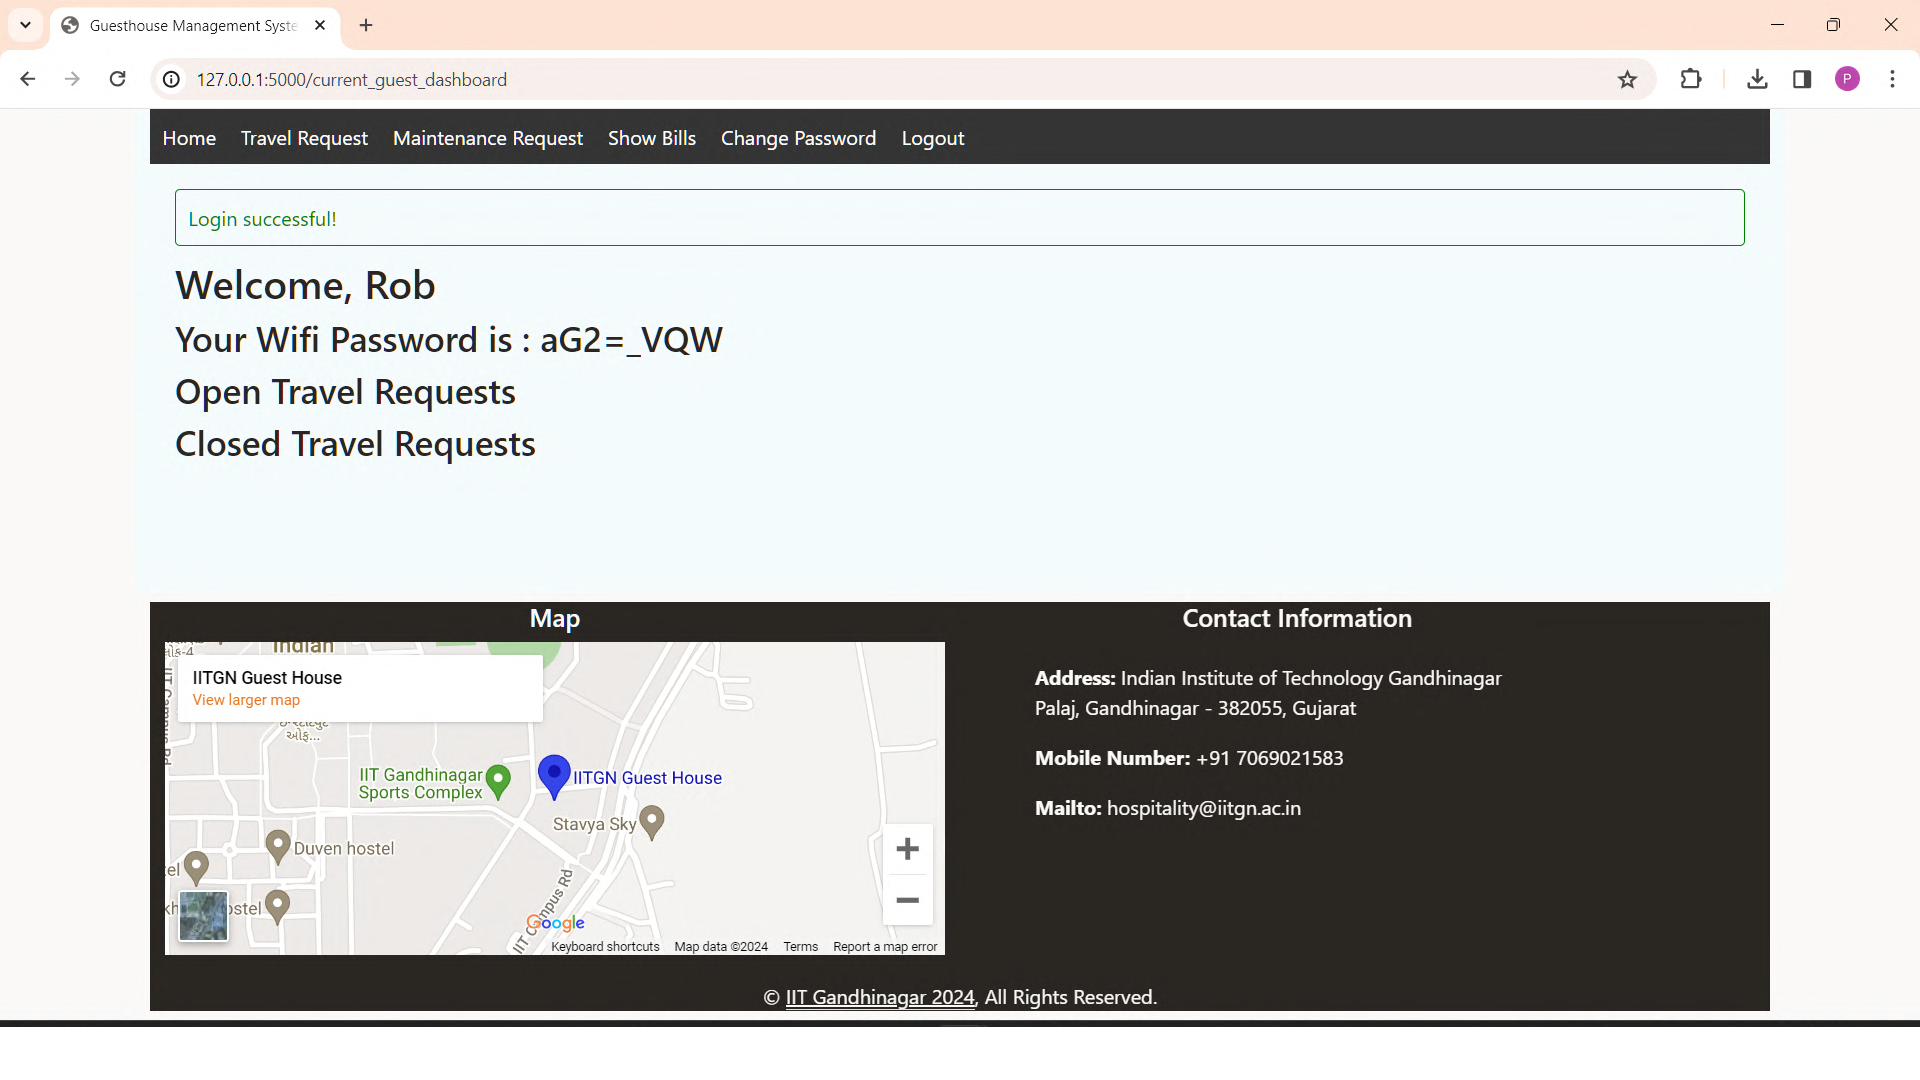 Guesthouse Management Syste
127.0.0.1:5000/current_guest_dashboard
P
Home Travel Request Maintenance Request Show Bills Change Password Logout
Login successful!
Welcome, Rob
Your Wifi Password is : aG2=_VQW
Open Travel Requests
Closed Travel Requests
Map
Contact Information
Indian
IITGN Guest House
View larger map
IIT Gandhinagar
Sports Complex
IITGN Guest House
Stavya Sky
Duven hostel
IIT Campus Rd
Google
Keyboard shortcuts Map data ©2024 Terms Report a map error
Address: Indian Institute of Technology Gandhinagar
Palaj, Gandhinagar - 382055, Gujarat
Mobile Number: +91 7069021583
Mailto: hospitality@iitgn.ac.in
© IIT Gandhinagar 2024, All Rights Reserved.